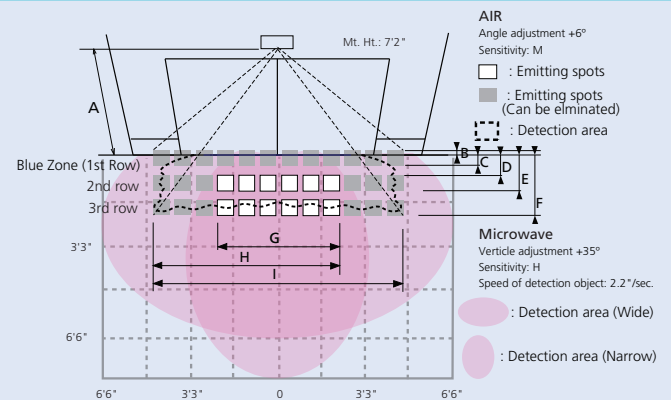 AIR
Angle adjustment +6º
Sensitivity: M
: Emitting spots
: Emitting spots
(Can be elminated)
: Detection area
Mt. Ht.: 7'2"
A
Blue Zone (1st Row)
2nd row
3rd row
B
C
D
E
F
G
H
I
3'3"
6'6"
6'6"
3'3"
0
3'3"
6'6"
Microwave
Verticle adjustment +35º
Sensitivity: H
Speed of detection object: 2.2"/sec.
: Detection area (Wide)
: Detection area (Narrow)